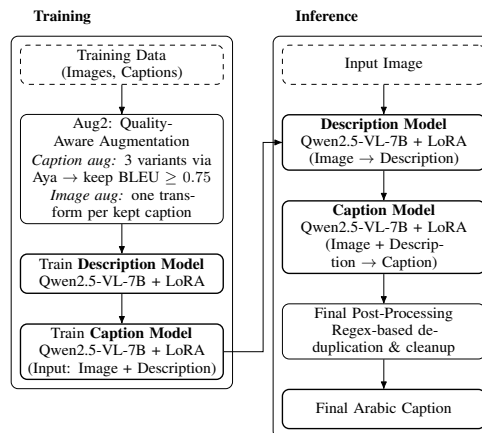 Training
Training Data
(Images, Captions)
Aug2: Quality-
Aware Augmentation
Caption aug: 3 variants via
Aya → keep BLEU ≥ 0.75
Image aug: one trans-
form per kept caption
Train Description Model
Qwen2.5-VL-7B + LoRA
Train Caption Model
Qwen2.5-VL-7B + LoRA
(Input: Image + Description)
Inference
Input Image
Description Model
Qwen2.5-VL-7B + LoRA
(Image → Description)
Caption Model
Qwen2.5-VL-7B + LoRA
(Image + Descrip-
tion → Caption)
Final Post-Processing
Regex-based de-
duplication & cleanup
Final Arabic Caption